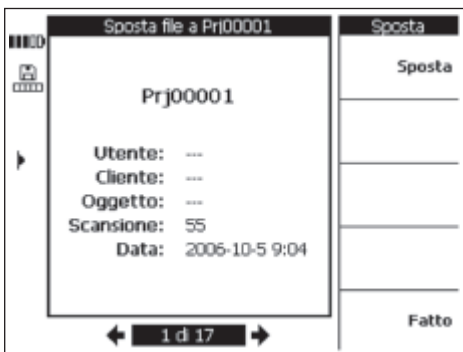 Sposta file a Prj00001
Sposta
Sposta
Prj00001
Utente: ---
Cliente: ---
Oggetto: ---
Scansione: 55
Data: 2006-10-5 9:04
1 di 17
Fatto